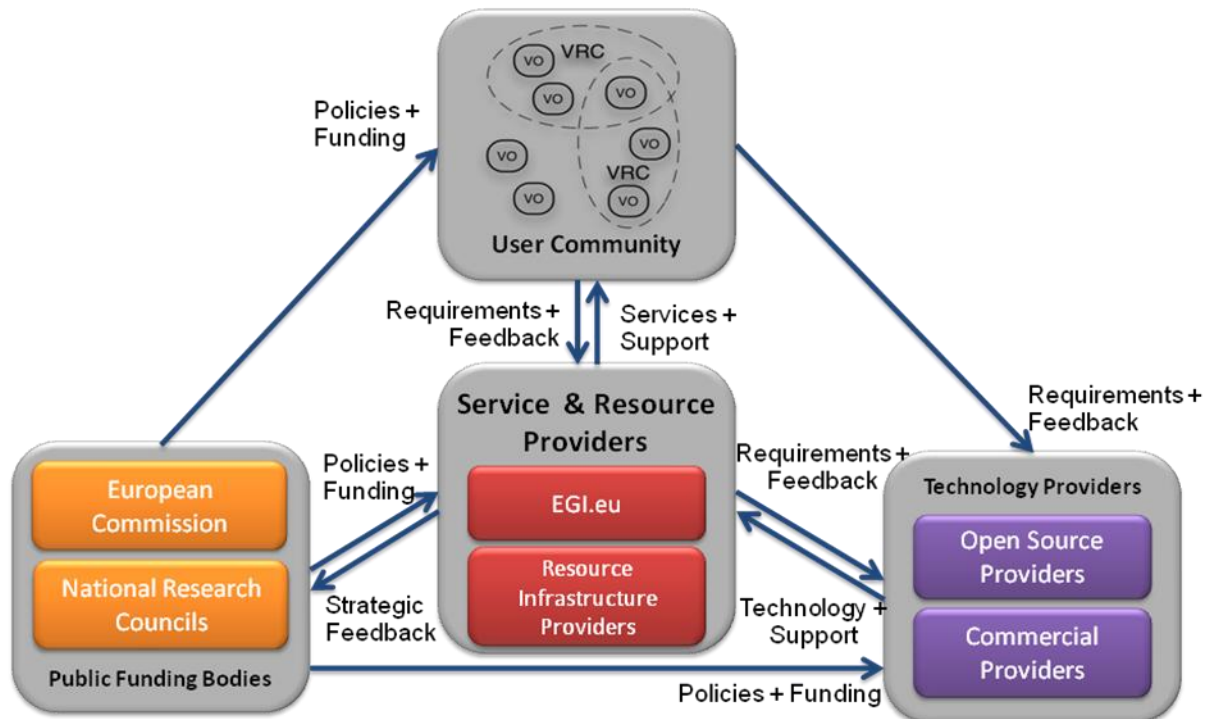 VO
VRC
VO
VO
VO
VO
VRC
VO
VO
User Community
Policies +
Funding
Requirements +
Feedback
Services +
Support
Requirements +
Feedback
Service & Resource
Providers
EGI.eu
Resource
Infrastructure
Providers
Policies +
Funding
Strategic
Feedback
Requirements +
Feedback
Technology +
Support
European
Commission
National Research
Councils
Public Funding Bodies
Technology Providers
Open Source
Providers
Commercial
Providers
Policies + Funding